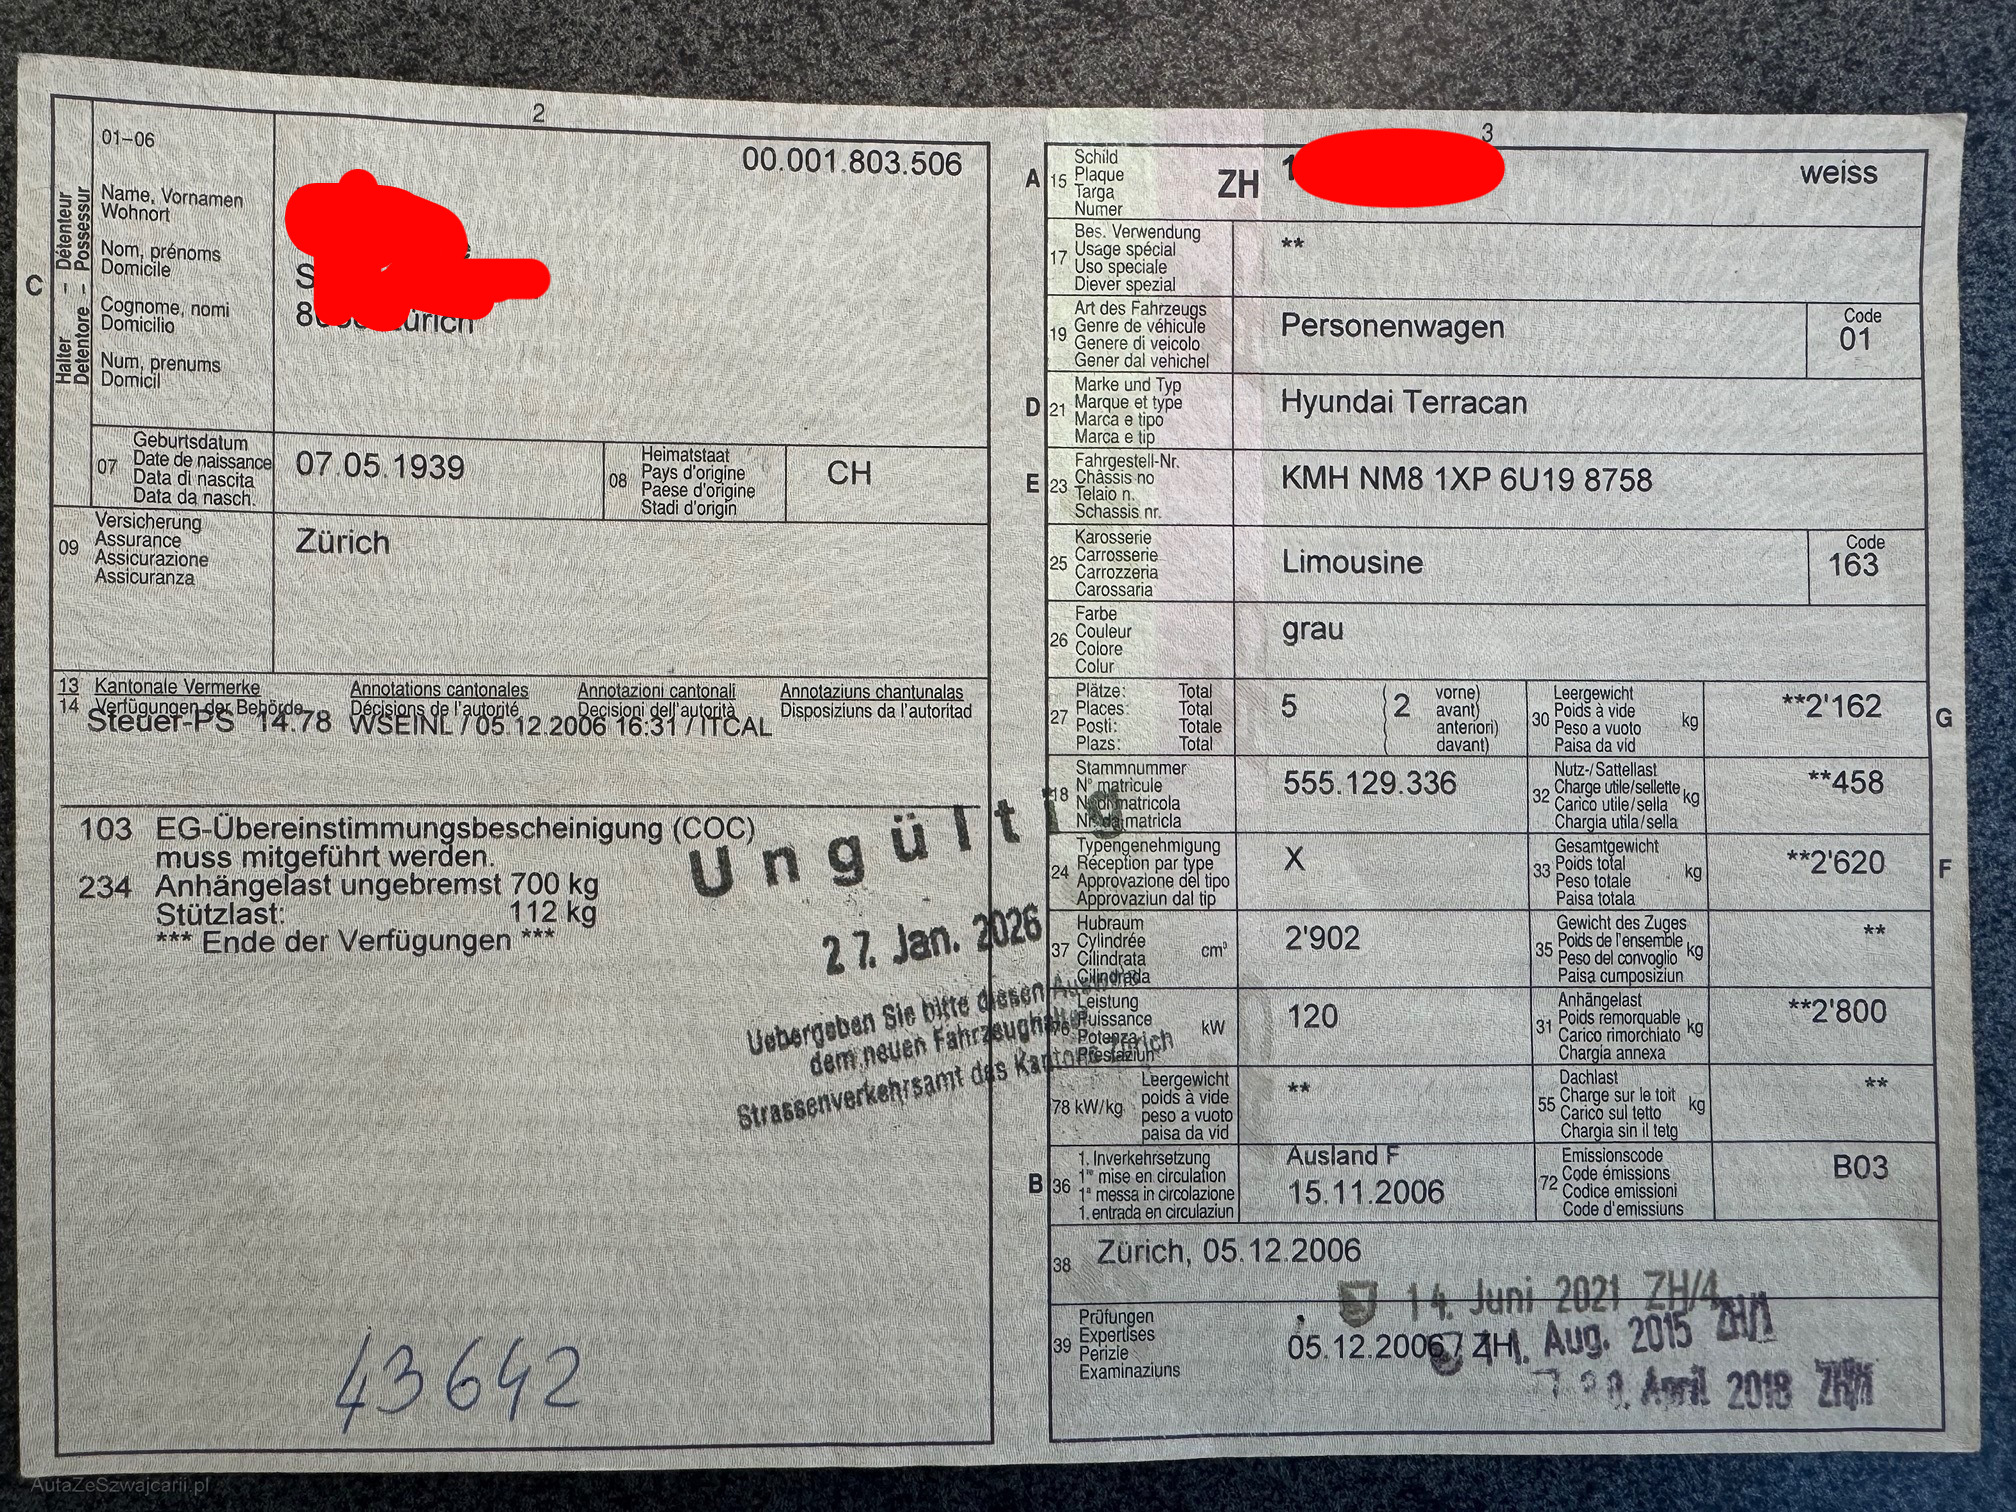 2
01–06
00.001.803.506
C
Halter – Détenteur
Detentore – Possessur
Name, Vornamen
Wohnort
Nom, prénoms
Domicile
Cognome, nomi
Domicilio
Num, prenums
Domicil
07
Geburtsdatum
Date de naissance
Data di nascita
Data da nasch.
07.05.1939
08
Heimatstaat
Pays d'origine
Paese d'origine
Stadi d'origin
CH
09
Versicherung
Assurance
Assicurazione
Assicuranza
Zürich
13
14
Kantonale Vermerke
Verfügungen der Behörde
Annotations cantonales
Décisions de l'autorité
Annotazioni cantonali
Decisioni dell'autorità
Annotaziuns chantunalas
Disposiziuns da l'autoritad
Steuer-PS 14.78 WSEINL / 05.12.2006 16:31 / ITCAL
103 EG-Übereinstimmungsbescheinigung (COC)
muss mitgeführt werden.
234 Anhängelast ungebremst 700 kg
Stützlast: 112 kg
*** Ende der Verfügungen ***
Ungültig
27. Jan. 2026
Uebergeben Sie bitte diesen Ausweis
dem neuen Fahrzeughalter
Strassenverkehrsamt des Kantons Zürich
43642
3
A 15
Schild
Plaque
Targa
Numer
ZH
weiss
17
Bes. Verwendung
Usage spécial
Uso speciale
Diever spezial
**
19
Art des Fahrzeugs
Genre de véhicule
Genere di veicolo
Gener dal vehichel
Personenwagen
Code
01
D 21
Marke und Typ
Marque et type
Marca e tipo
Marca e tip
Hyundai Terracan
E 23
Fahrgestell-Nr.
Châssis no
Telaio n.
Schassis nr.
KMH NM8 1XP 6U19 8758
25
Karosserie
Carrosserie
Carrozzeria
Carossaria
Limousine
Code
163
26
Farbe
Couleur
Colore
Colur
grau
27
Plätze: Total
Places: Total
Posti: Totale
Plazs: Total
5
2
vorne)
avant)
anteriori)
davant)
30
Leergewicht
Poids à vide
Peso a vuoto
Paisa da vid
kg
**2'162
G
18
Stammnummer
N° matricule
N. di matricola
Nr. da matricla
555.129.336
32
Nutz-/Sattellast
Charge utile/sellette
Carico utile/sella
Chargia utila/sella
kg
**458
24
Typengenehmigung
Réception par type
Approvazione del tipo
Approvaziun dal tip
X
33
Gesamtgewicht
Poids total
Peso totale
Paisa totala
kg
**2'620
F
37
Hubraum
Cylindrée
Cilindrata
Cilindrada
cm³
2'902
35
Gewicht des Zuges
Poids de l'ensemble
Peso del convoglio
Paisa cumposiziun
kg
**
Leistung
Puissance
Potenza
Prestaziun
kW
120
31
Anhängelast
Poids remorquable
Carico rimorchiato
Chargia annexa
kg
**2'800
78 kW/kg
Leergewicht
poids à vide
peso a vuoto
paisa da vid
**
55
Dachlast
Charge sur le toit
Carico sul tetto
Chargia sin il tetg
kg
**
B 36
1. Inverkehrsetzung
1re mise en circulation
1a messa in circolazione
1. entrada en circulaziun
Ausland F
15.11.2006
72
Emissionscode
Code émissions
Codice emissioni
Code d'emissiuns
B03
38
Zürich, 05.12.2006
14. Juni 2021 ZH/4
39
Prüfungen
Expertises
Perizie
Examinaziuns
05.12.2006 / ZH
Aug. 2015 ZH/1
April 2018 ZH/1
AutaZeSzwajcarii.pl